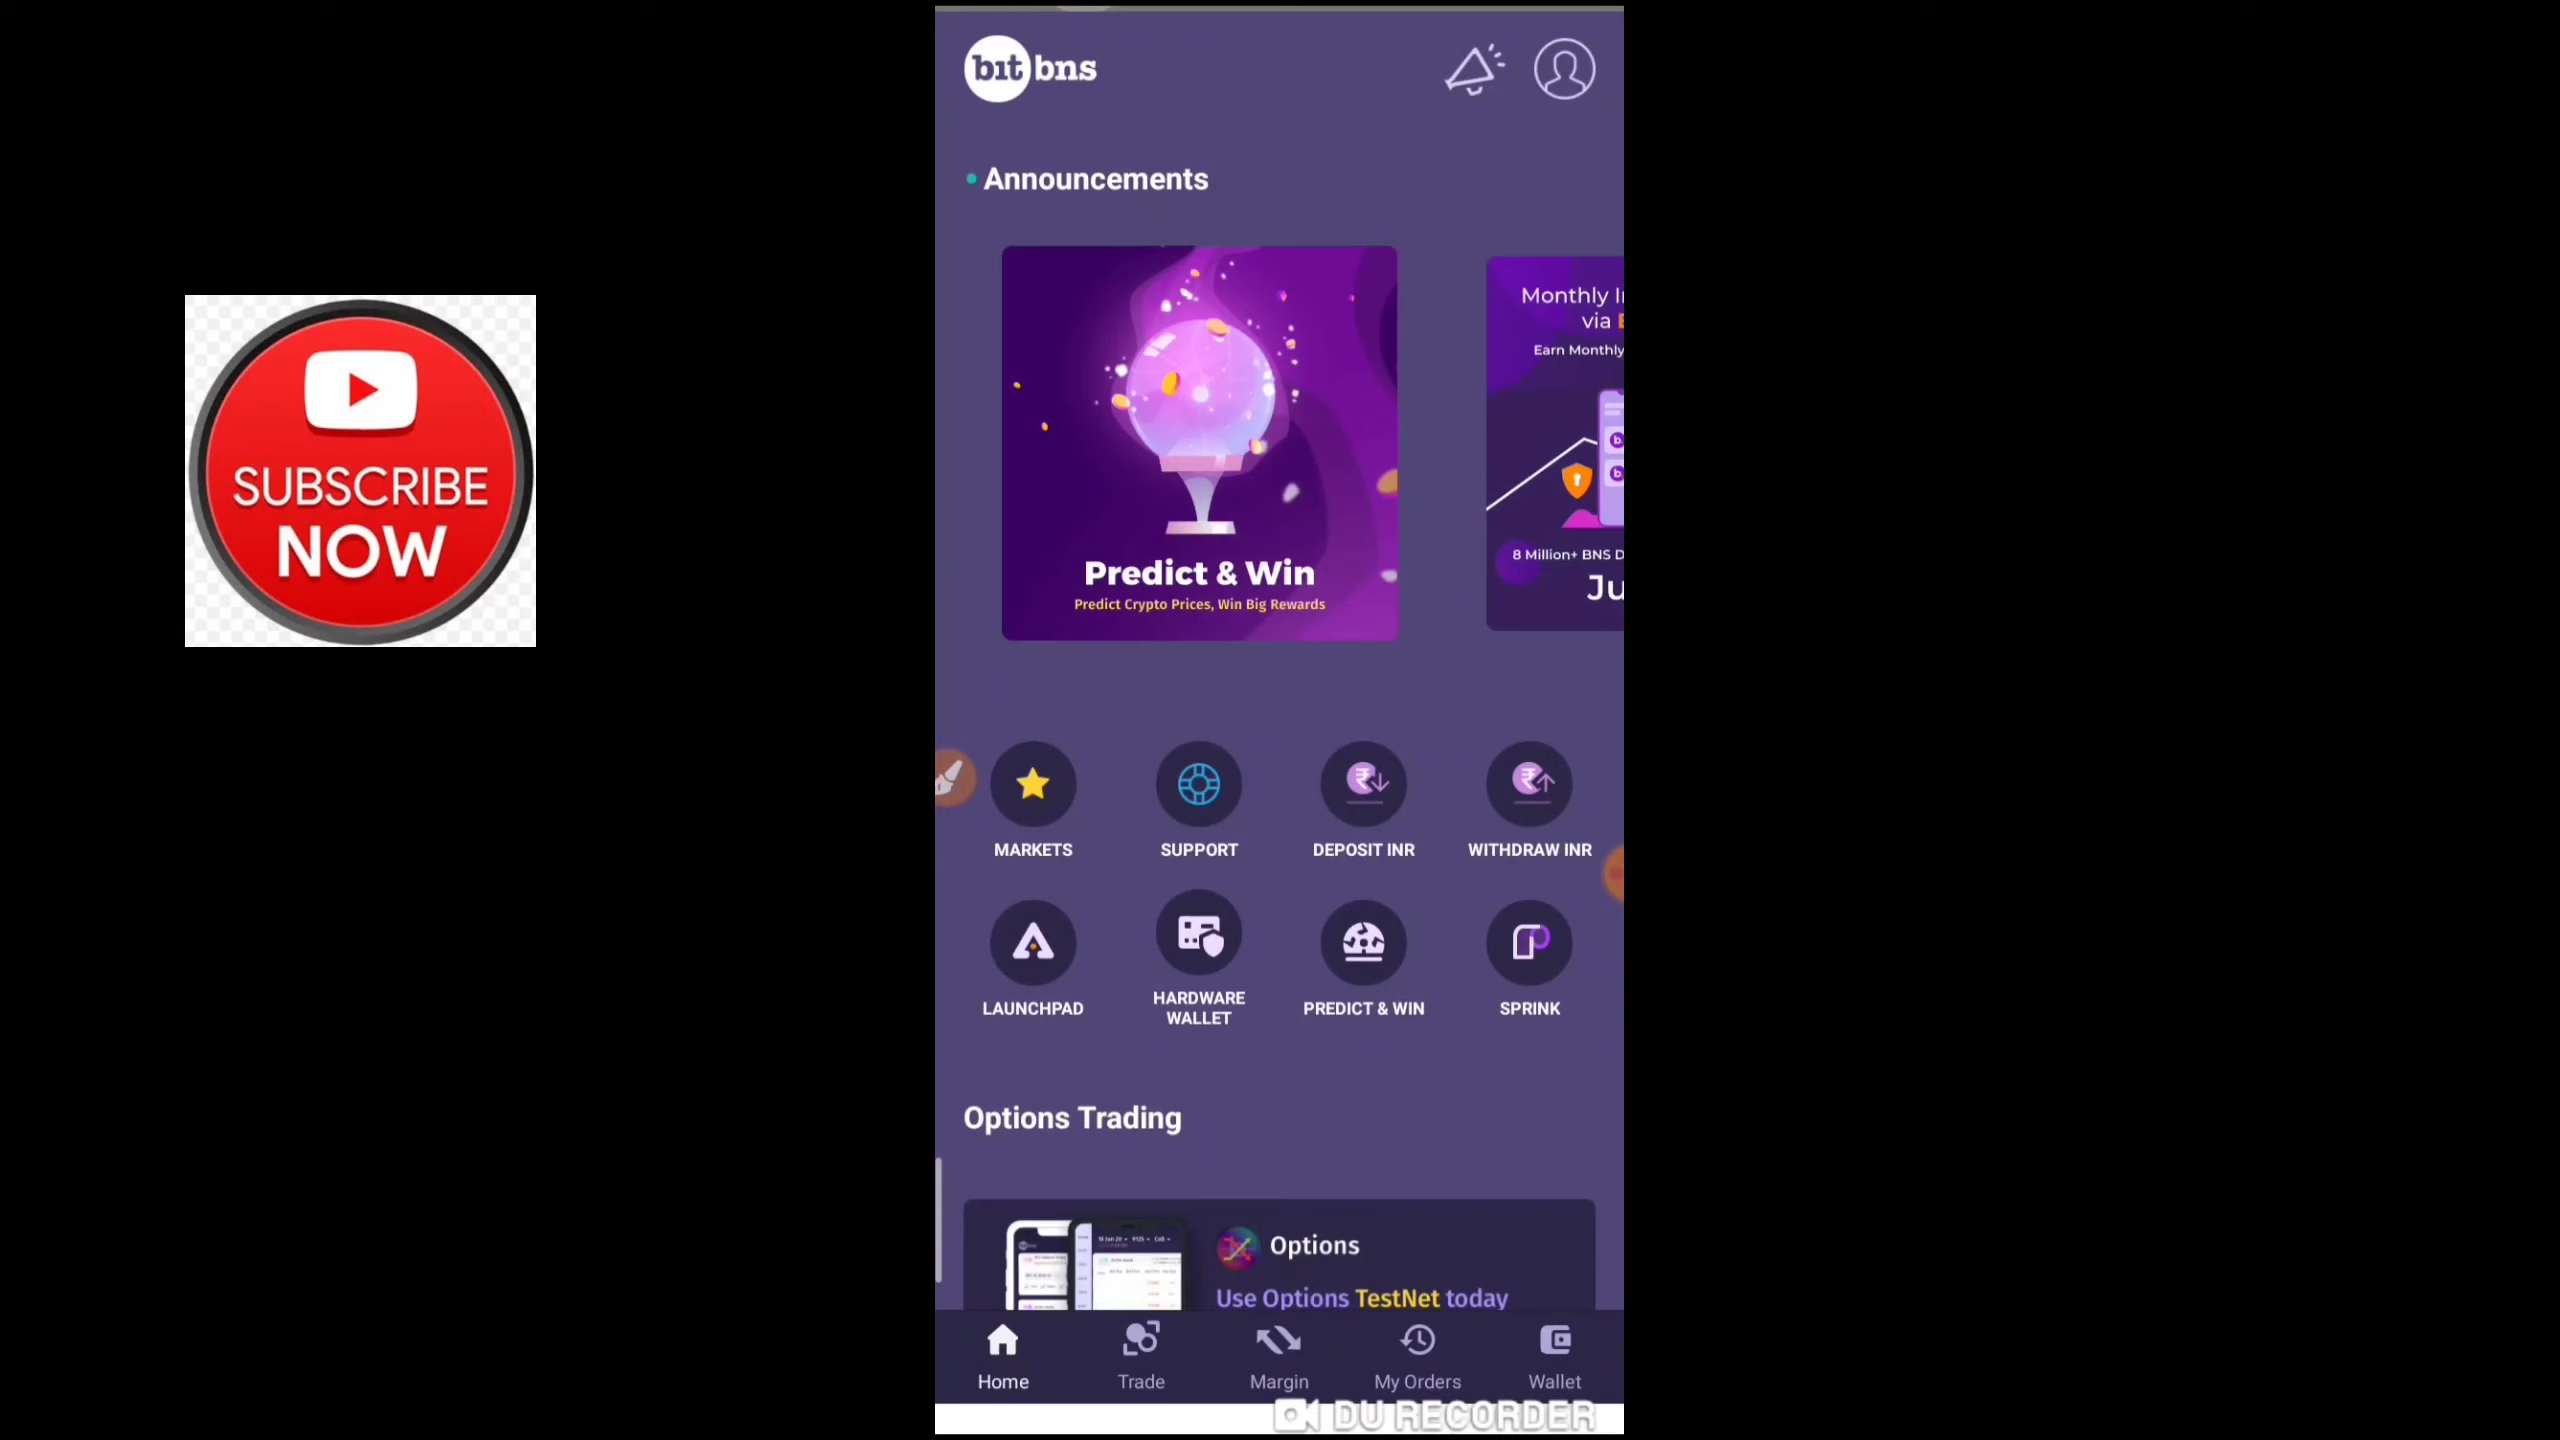 bitbns
Announcements
SUBSCRIBE
NOW
Predict & Win
Predict Crypto Prices, Win Big Rewards
Monthly
via
Earn Monthly
8 Million+ BNS
MARKETS
SUPPORT
DEPOSIT INR
WITHDRAW INR
LAUNCHPAD
HARDWARE
WALLET
PREDICT & WIN
SPRINK
Options Trading
Options
Use Options TestNet today
Home
Trade
Margin
My Orders
Wallet
DU RECORDER